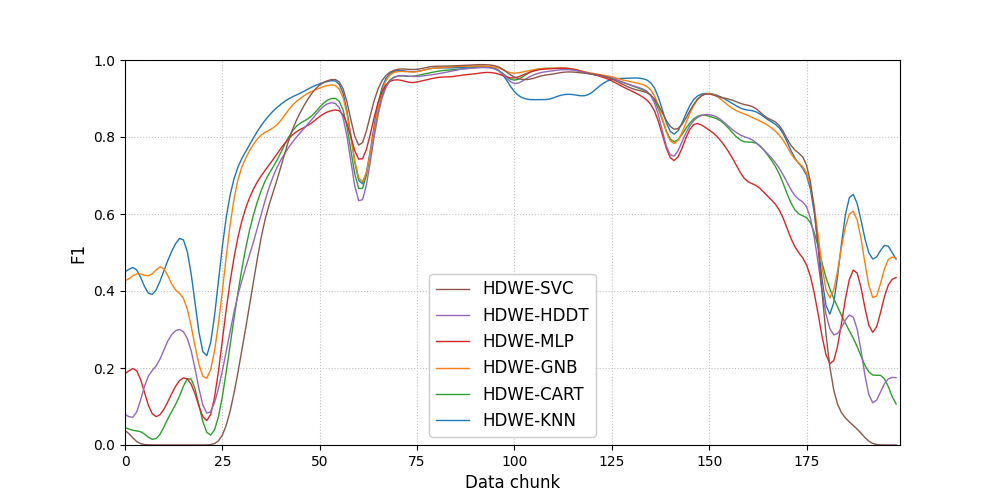 1.0
0.8
0.6
0.4
0.2
0.0
F1
HDWE-SVC
HDWE-HDDT
HDWE-MLP
HDWE-GNB
HDWE-CART
HDWE-KNN
0 25 50 75 100 125 150 175
Data chunk